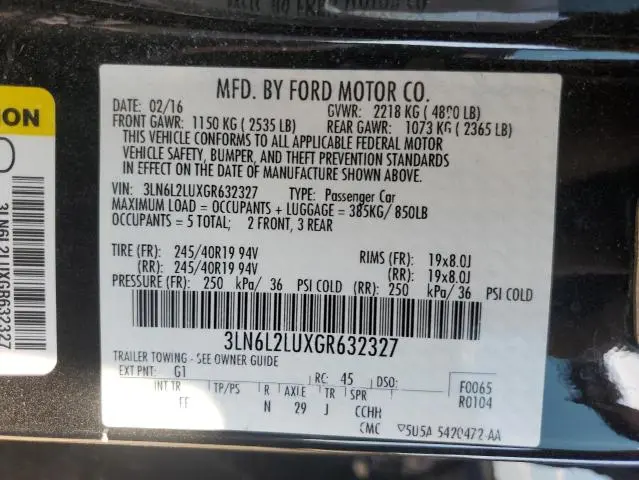 MFD. BY FORD MOTOR CO.
DATE: 02/16 GVWR: 2218 KG ( 4890 LB)
FRONT GAWR: 1150 KG ( 2535 LB) REAR GAWR: 1073 KG ( 2365 LB)
THIS VEHICLE CONFORMS TO ALL APPLICABLE FEDERAL MOTOR
VEHICLE SAFETY, BUMPER, AND THEFT PREVENTION STANDARDS
IN EFFECT ON THE DATE OF MANUFACTURE SHOWN ABOVE.
VIN: 3LN6L2LUXGR632327 TYPE: Passenger Car
MAXIMUM LOAD = OCCUPANTS + LUGGAGE = 385KG/ 850LB
OCCUPANTS = 5 TOTAL; 2 FRONT, 3 REAR
TIRE (FR): 245/40R19 94V RIMS (FR): 19x8.0J
(RR): 245/40R19 94V (RR): 19x8.0J
PRESSURE (FR): 250 kPa/ 36 PSI COLD (RR): 250 kPa/ 36 PSI COLD
3LN6L2LUXGR632327
TRAILER TOWING - SEE OWNER GUIDE
EXT PNT: G1 RC: 45 DSO: F0065
R0104
INT TR TP/PS R AXLE TR SPR
FF N 29 J CCHH
CMC 5U5A 5420472 AA
ION
3LN6L2LUXGR632327